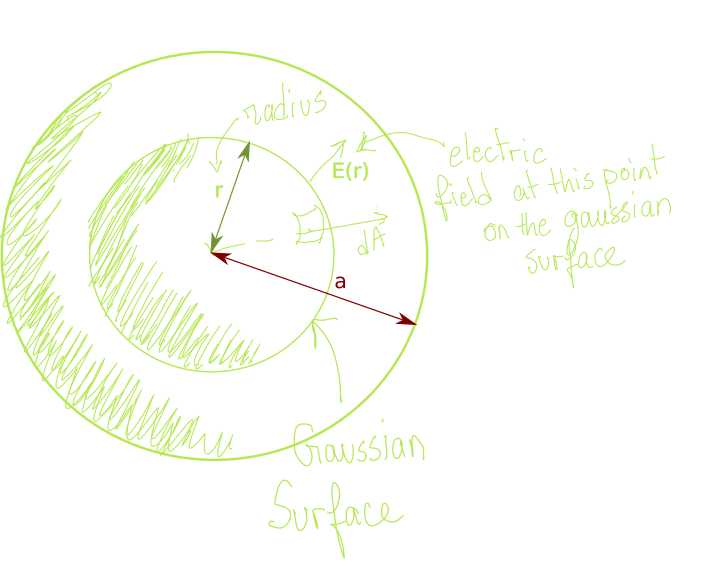 radius
electric
field at this point
on the gaussian
surface
E(r)
r
dA
a
Gaussian
Surface